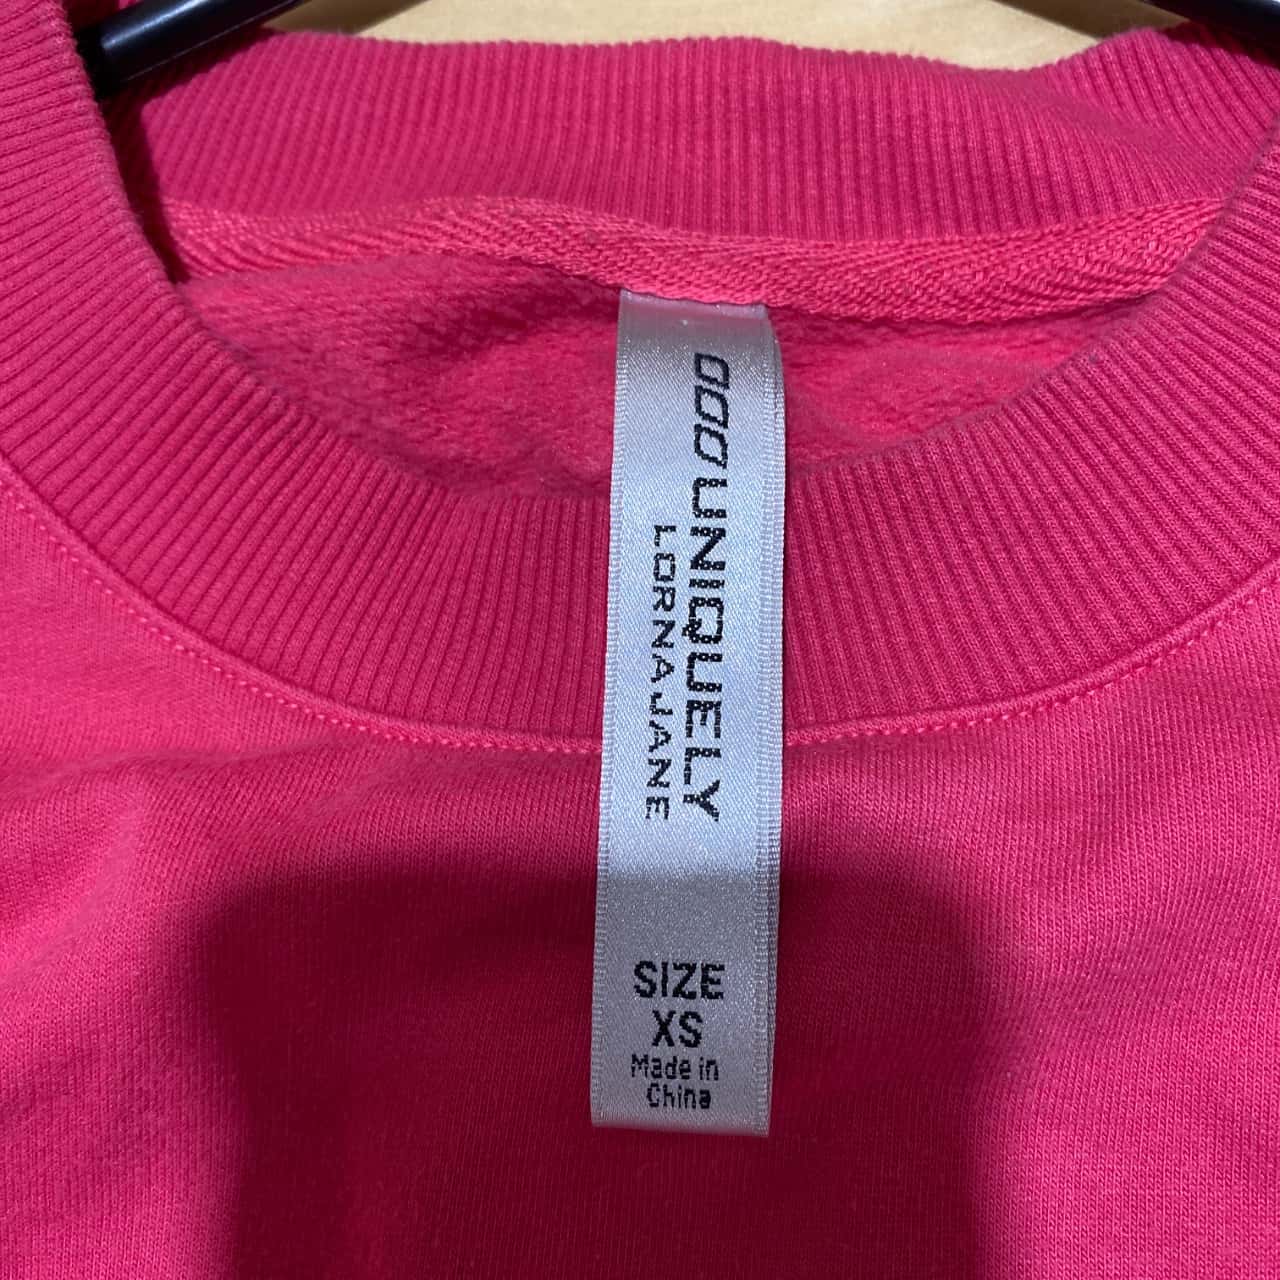 UNIQUELY
LORNA JANE
SIZE
XS
Made in
China